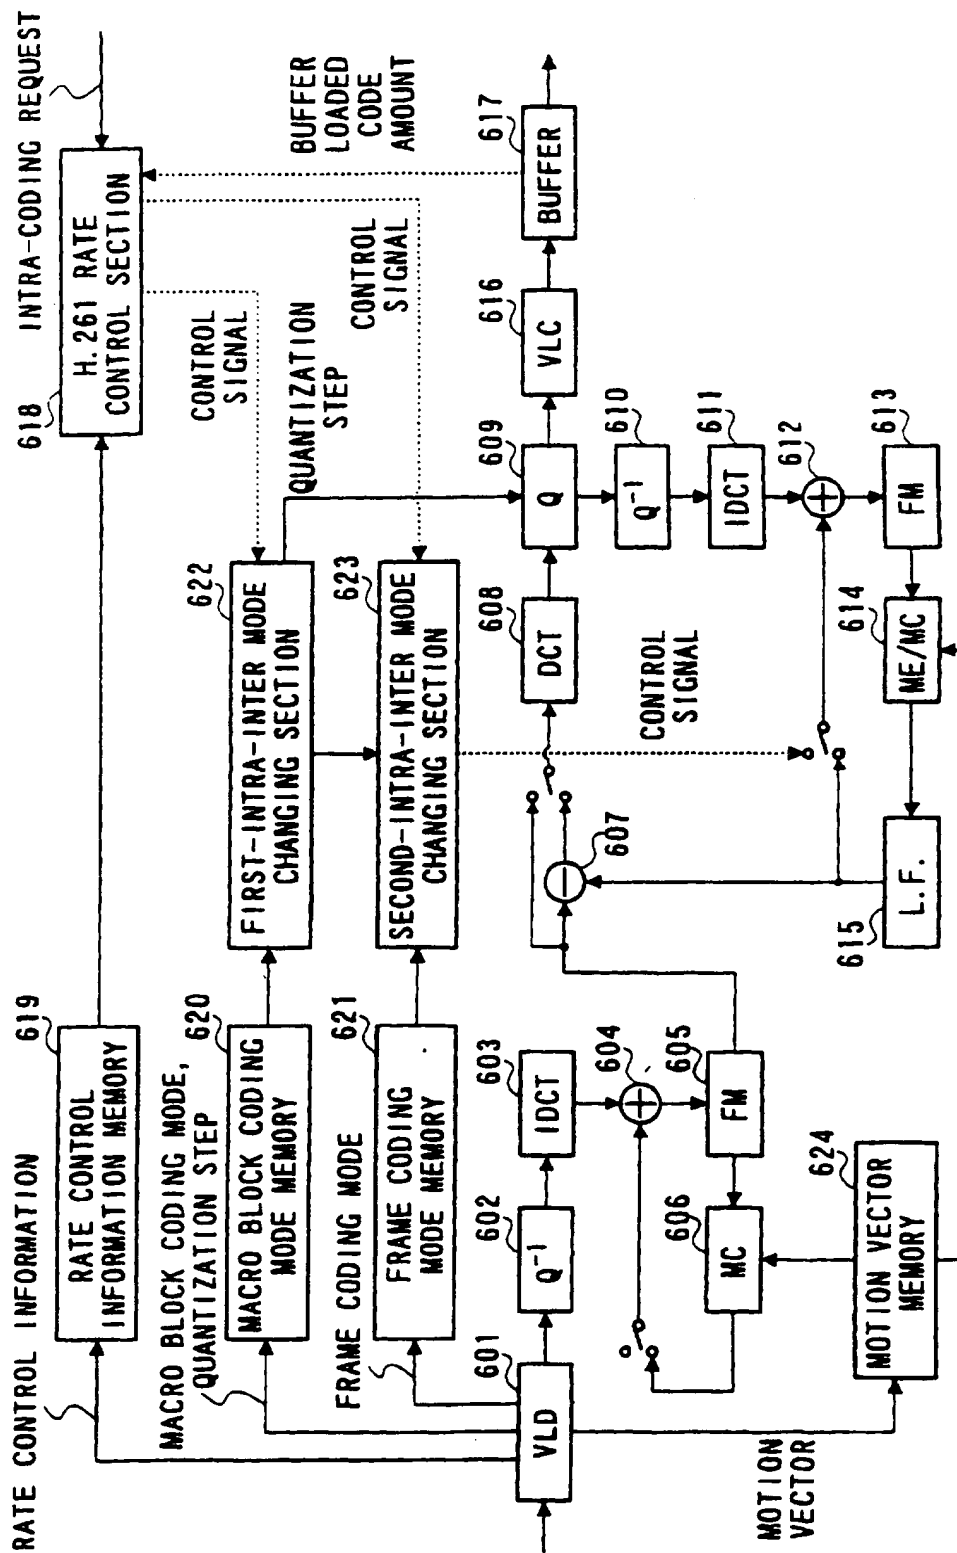 RATE CONTROL INFORMATION
619
RATE CONTROL
INFORMATION MEMORY
618
H.261 RATE
CONTROL SECTION
INTRA-CODING REQUEST
MACRO BLOCK CODING MODE,
QUANTIZATION STEP
620
MACRO BLOCK CODING
MODE MEMORY
622
FIRST-INTRA-INTER MODE
CHANGING SECTION
CONTROL
SIGNAL
QUANTIZATION
STEP
BUFFER
LOADED
CODE
AMOUNT
FRAME CODING MODE
621
FRAME CODING
MODE MEMORY
623
SECOND-INTRA-INTER MODE
CHANGING SECTION
CONTROL
SIGNAL
601
VLD
602
Q⁻¹
603
IDCT
604
605
FM
606
MC
607
608
DCT
609
Q
616
VLC
617
BUFFER
610
Q⁻¹
611
IDCT
612
613
FM
CONTROL
SIGNAL
614
ME/MC
615
L.F.
MOTION
VECTOR
624
MOTION VECTOR
MEMORY